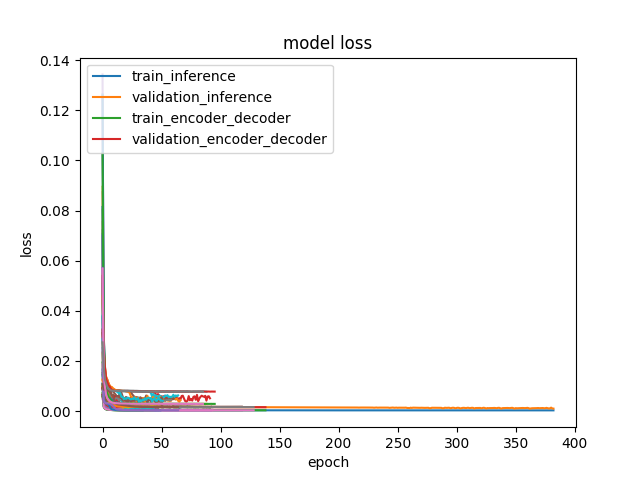 model loss
train_inference
validation_inference
train_encoder_decoder
validation_encoder_decoder
0.14
0.12
0.10
0.08
0.06
0.04
0.02
0.00
loss
0 50 100 150 200 250 300 350 400
epoch